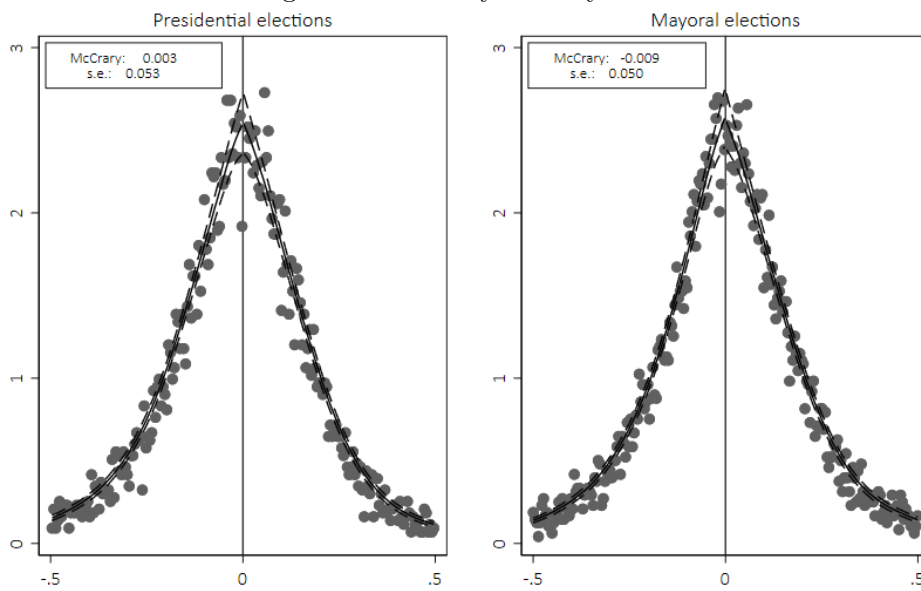 Presidential elections
McCrary: 0.003
s.e.: 0.053
3
2
1
0
-.5 0 .5
Mayoral elections
McCrary: -0.009
s.e.: 0.050
3
2
1
0
-.5 0 .5